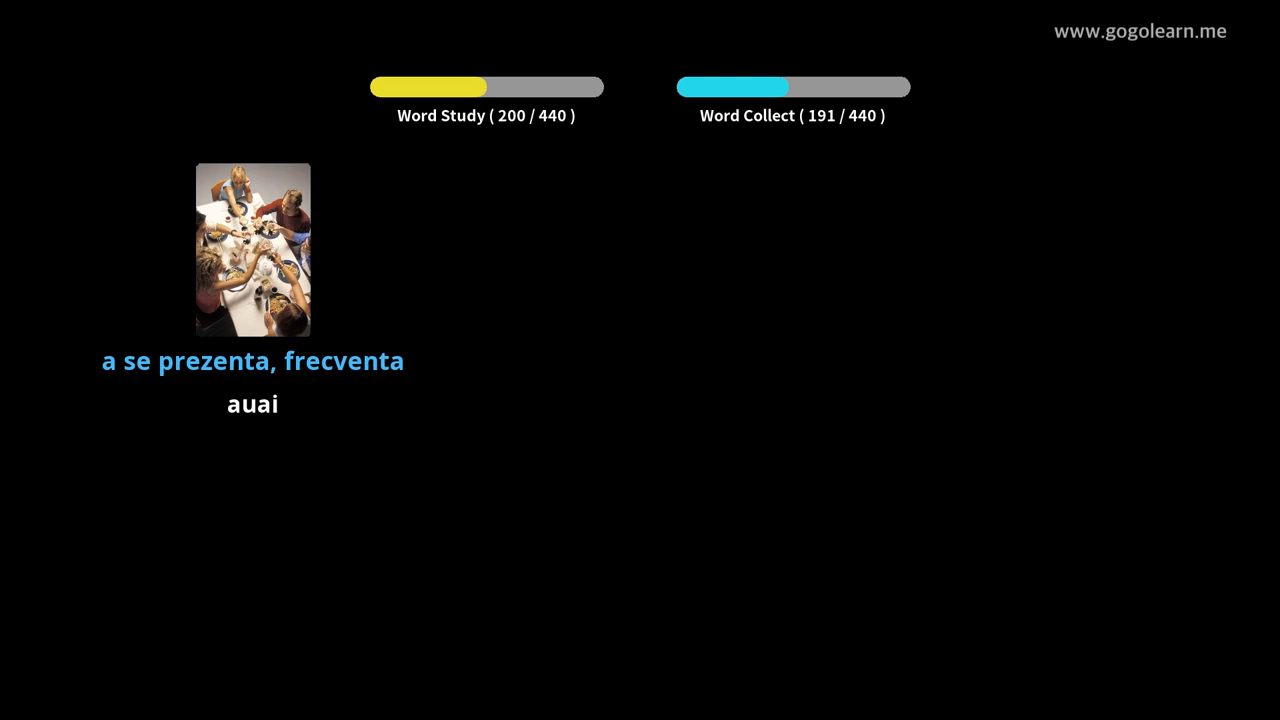 www.gogolearn.me
Word Study ( 200 / 440 )
Word Collect ( 191 / 440 )
a se prezenta, frecventa
auai